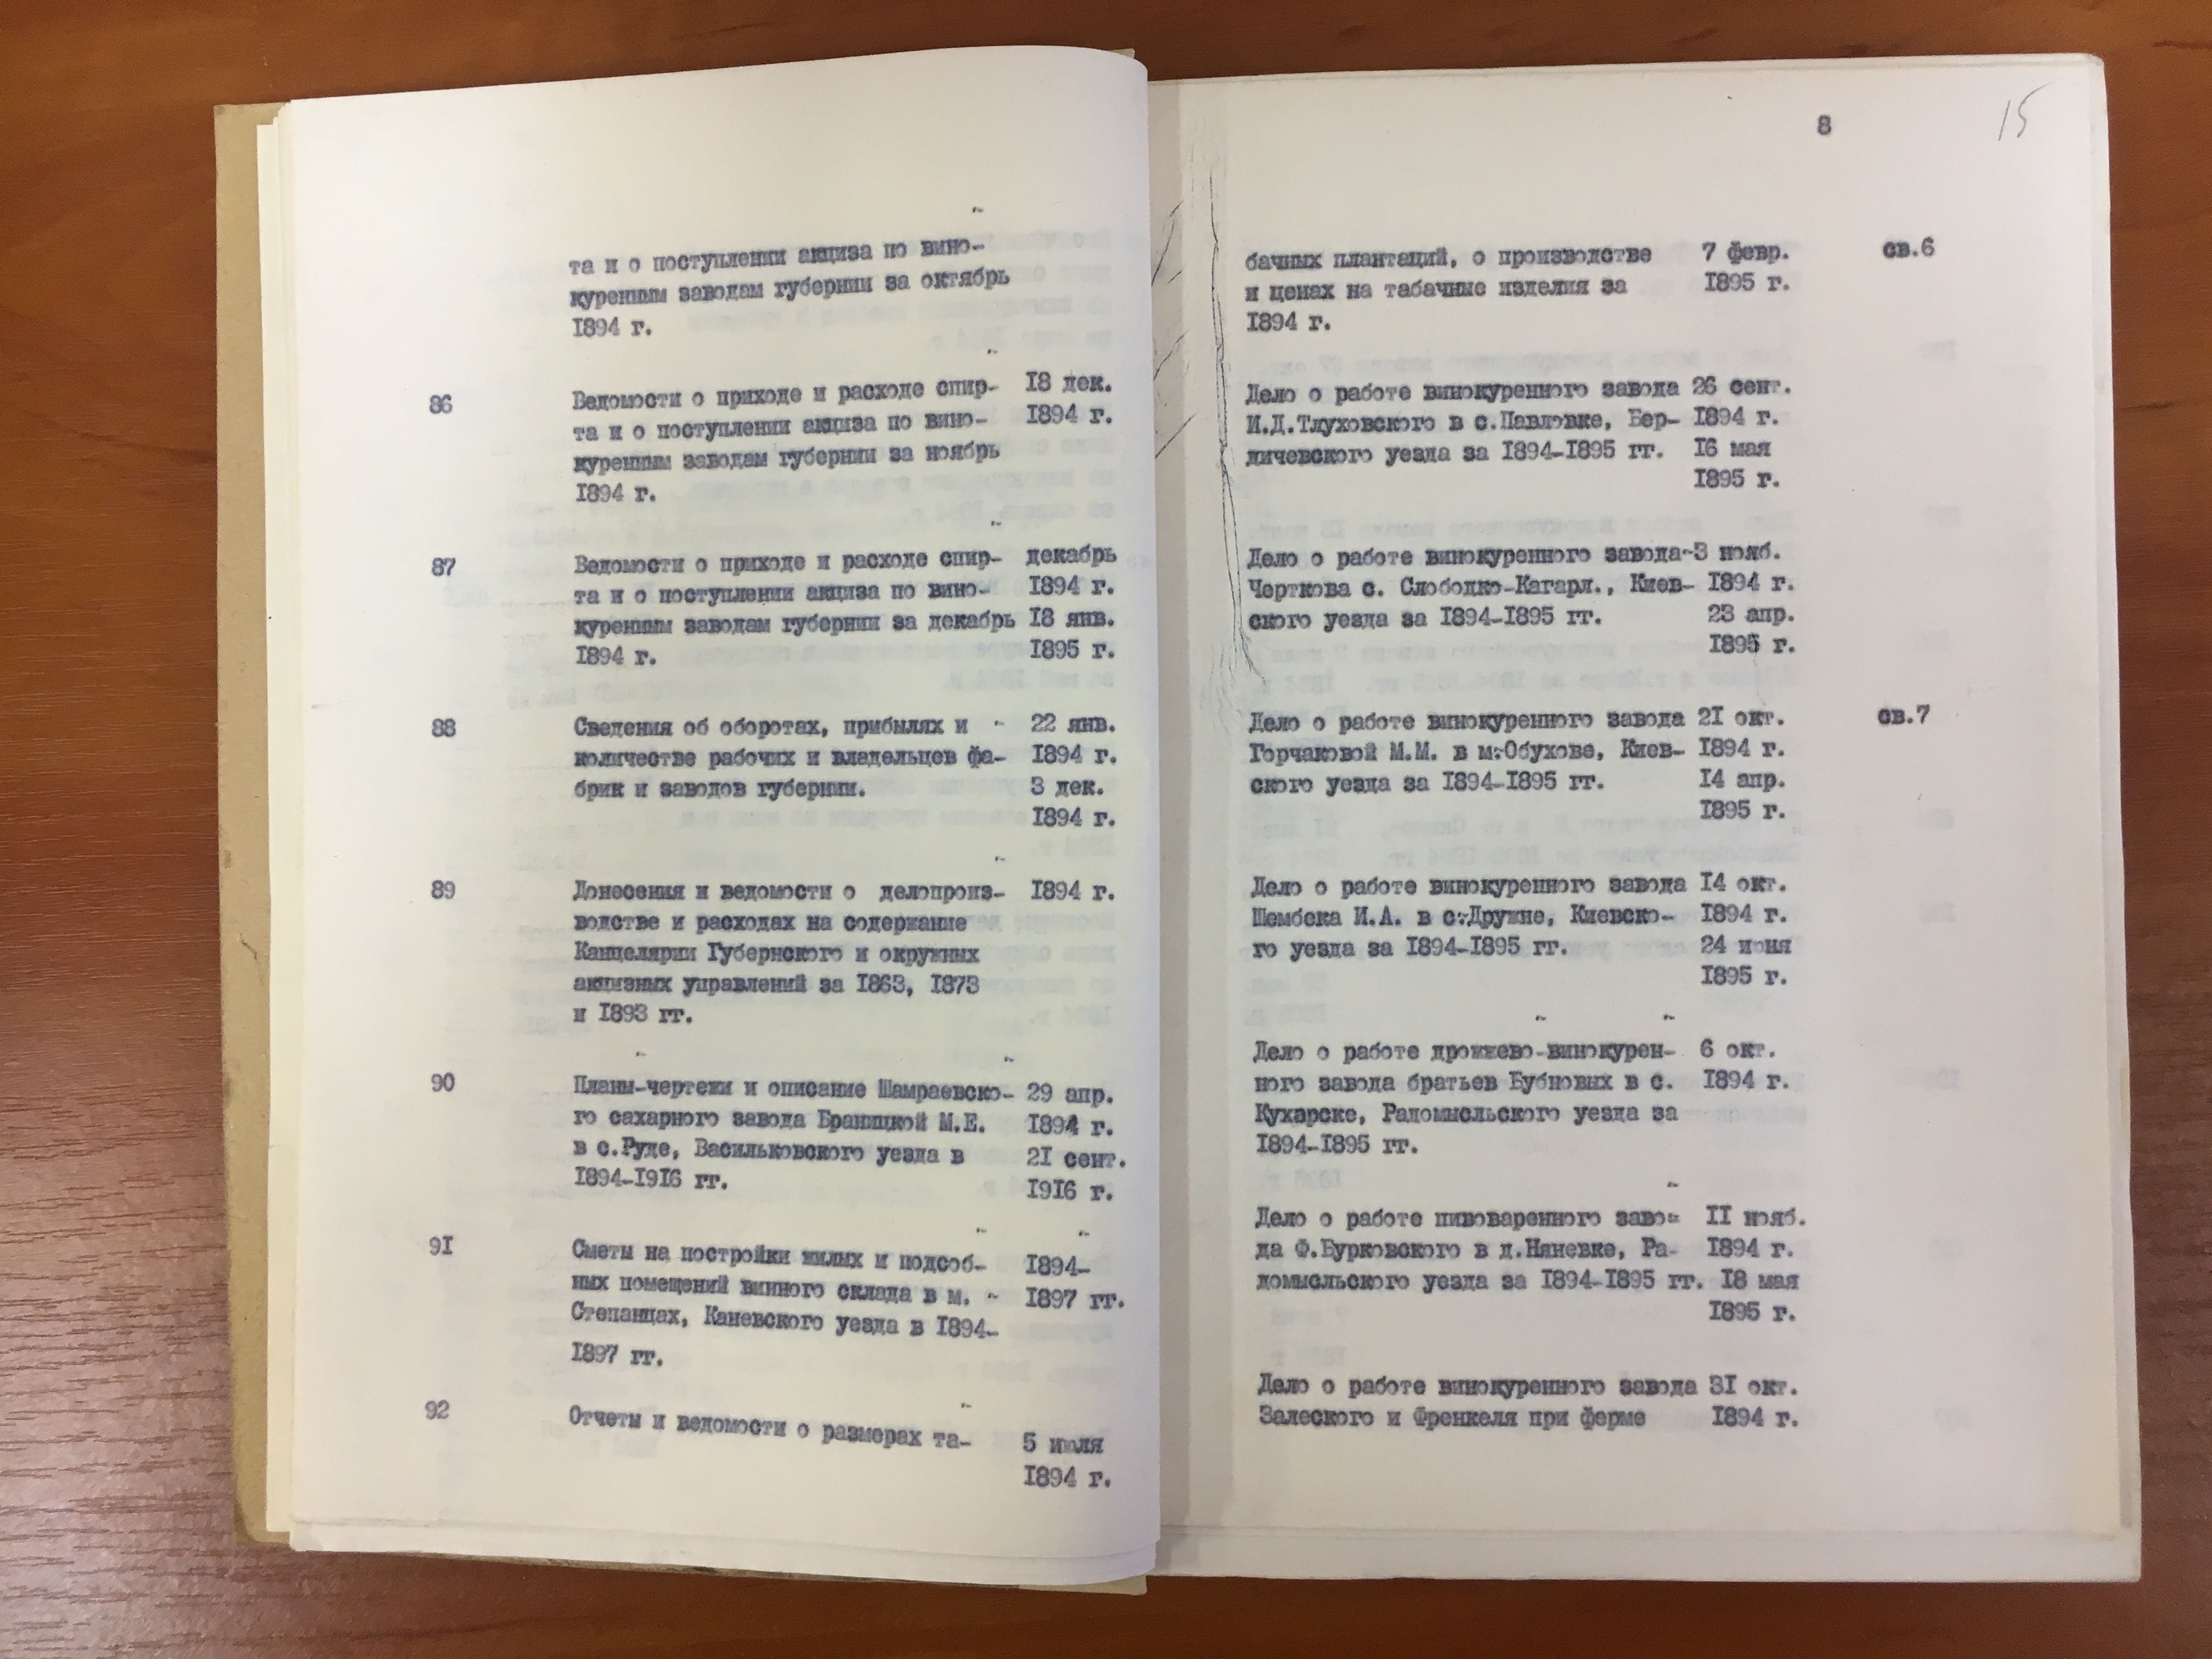 та и о поступлении акциза по вино-
куренным заводам губернии за октябрь
1894 г.
86 Ведомости о приходе и расходе спир- 18 дек.
та и о поступлении акциза по вино- 1894 г.
куренным заводам губернии за ноябрь
1894 г.
87 Ведомости о приходе и расходе спир- декабрь
та и о поступлении акциза по вино- 1894 г.
куренным заводам губернии за декабрь 18 янв.
1894 г. 1895 г.
88 Сведения об оборотах, прибылях и 22 янв.
количестве рабочих и владельцев фа- 1894 г.
брик и заводов губернии. 3 дек.
1894 г.
89 Донесения и ведомости о делопроиз- 1894 г.
водстве и расходах на содержание
Канцелярии Губернского и окружных
акцизных управлений за 1863, 1873
и 1893 гг.
90 Планы-чертежи и описание Шамраевско- 29 апр.
го сахарного завода Браницкой М.Е. 1894 г.
в с.Руде, Васильковского уезда в 21 сент.
1894-1916 гг. 1916 г.
91 Сметы на постройки жилых и подсоб- 1894-
ных помещений винного склада в м. 1897 гг.
Степанцах, Каневского уезда в 1894-
1897 гг.
92 Отчеты и ведомости о размерах та- 5 июля
1894 г.
8 15
бачных плантаций, о производстве 7 февр. св.6
и ценах на табачные изделия за 1895 г.
1894 г.
Дело о работе винокуренного завода 26 сент.
И.Д.Тлуховского в с.Павловке, Бер- 1894 г.
личевского уезда за 1894-1895 гг. 16 мая
1895 г.
Дело о работе винокуренного завода 3 нояб.
Черткова с. Слободко-Кагарл., Киев- 1894 г.
ского уезда за 1894-1895 гг. 23 апр.
1895 г.
Дело о работе винокуренного завода 21 окт. св.7
Горчаковой М.М. в м.Обухове, Киев- 1894 г.
ского уезда за 1894-1895 гг. 14 апр.
1895 г.
Дело о работе винокуренного завода 14 окт.
Шембека И.А. в с.Дружне, Киевско- 1894 г.
го уезда за 1894-1895 гг. 24 июня
1895 г.
Дело о работе дрожжево-винокурен- 6 окт.
ного завода братьев Бубновых в с. 1894 г.
Кухарске, Радомысльского уезда за
1894-1895 гг.
Дело о работе пивоваренного заво- 11 нояб.
да Ф.Бурковского в д.Няневке, Ра- 1894 г.
домысльского уезда за 1894-1895 гг. 18 мая
1895 г.
Дело о работе винокуренного завода 31 окт.
Залеского и Френкеля при ферме 1894 г.